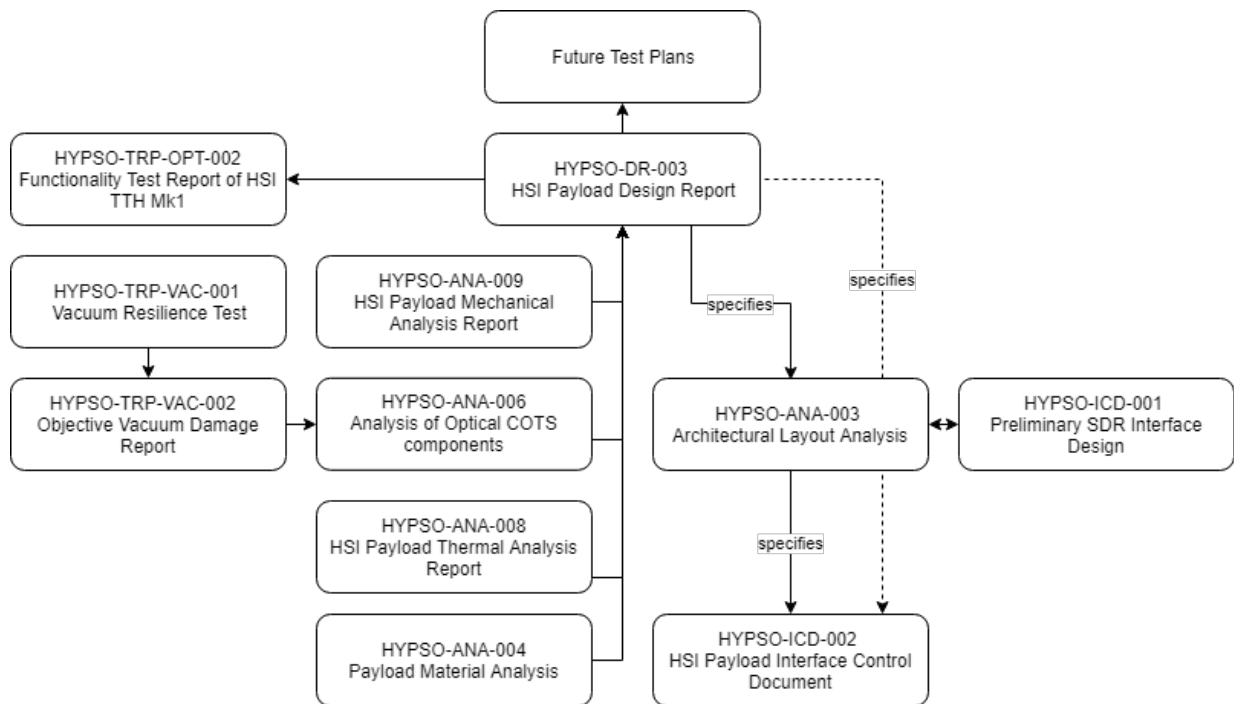 Future Test Plans
HYPSO-TRP-OPT-002
Functionality Test Report of HSI
TTH Mk1
HYPSO-DR-003
HSI Payload Design Report
HYPSO-TRP-VAC-001
Vacuum Resilience Test
HYPSO-ANA-009
HSI Payload Mechanical
Analysis Report
specifies
specifies
HYPSO-TRP-VAC-002
Objective Vacuum Damage
Report
HYPSO-ANA-006
Analysis of Optical COTS
components
HYPSO-ANA-003
Architectural Layout Analysis
HYPSO-ICD-001
Preliminary SDR Interface
Design
HYPSO-ANA-008
HSI Payload Thermal Analysis
Report
specifies
HYPSO-ANA-004
Payload Material Analysis
HYPSO-ICD-002
HSI Payload Interface Control
Document